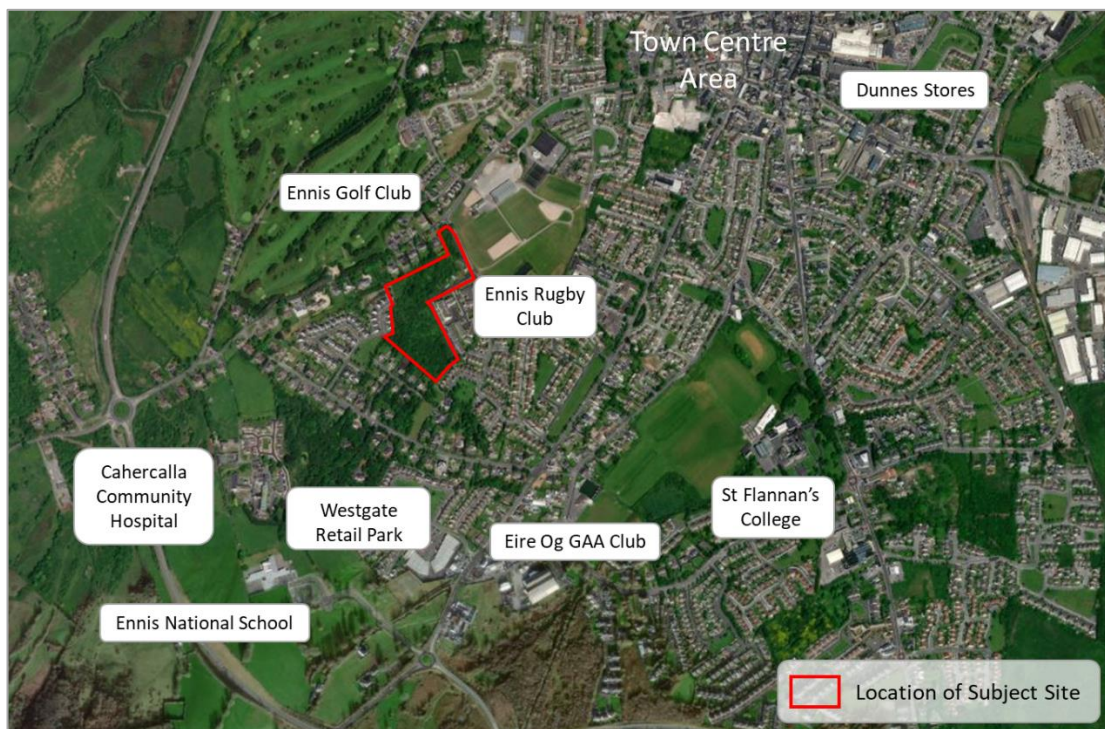 Town Centre
Area
Dunnes Stores
Ennis Golf Club
Ennis Rugby
Club
Cahercalla
Community
Hospital
Westgate
Retail Park
Eire Og GAA Club
St Flannan's
College
Ennis National School
Location of Subject Site